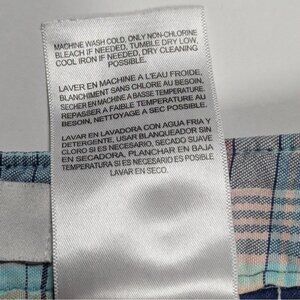 MACHINE WASH COLD, ONLY NON-CHLORINE
BLEACH IF NEEDED, TUMBLE DRY LOW,
COOL IRON IF NEEDED, DRY CLEANING
POSSIBLE.
LAVER EN MACHINE A L'EAU FROIDE,
BLANCHIMENT SANS CHLORE EN CAS DE BESOIN,
SECHER EN MACHINE A BASSE TEMPERATURE,
REPASSER A FAIBLE TEMPERATURE AU
BESOIN, NETTOYAGE A SEC POSSIBLE.
LAVAR EN LAVADORA CON AGUA FRIA Y
DETERGENTE. USAR BLANQUEADOR SIN
CLORO SI ES NECESARIO, SECADO SUAVE
EN SECADORA, PLANCHAR EN BAJA
TEMPERATURA SI ES NECESARIO ES POSIBLE
LAVAR EN SECO.